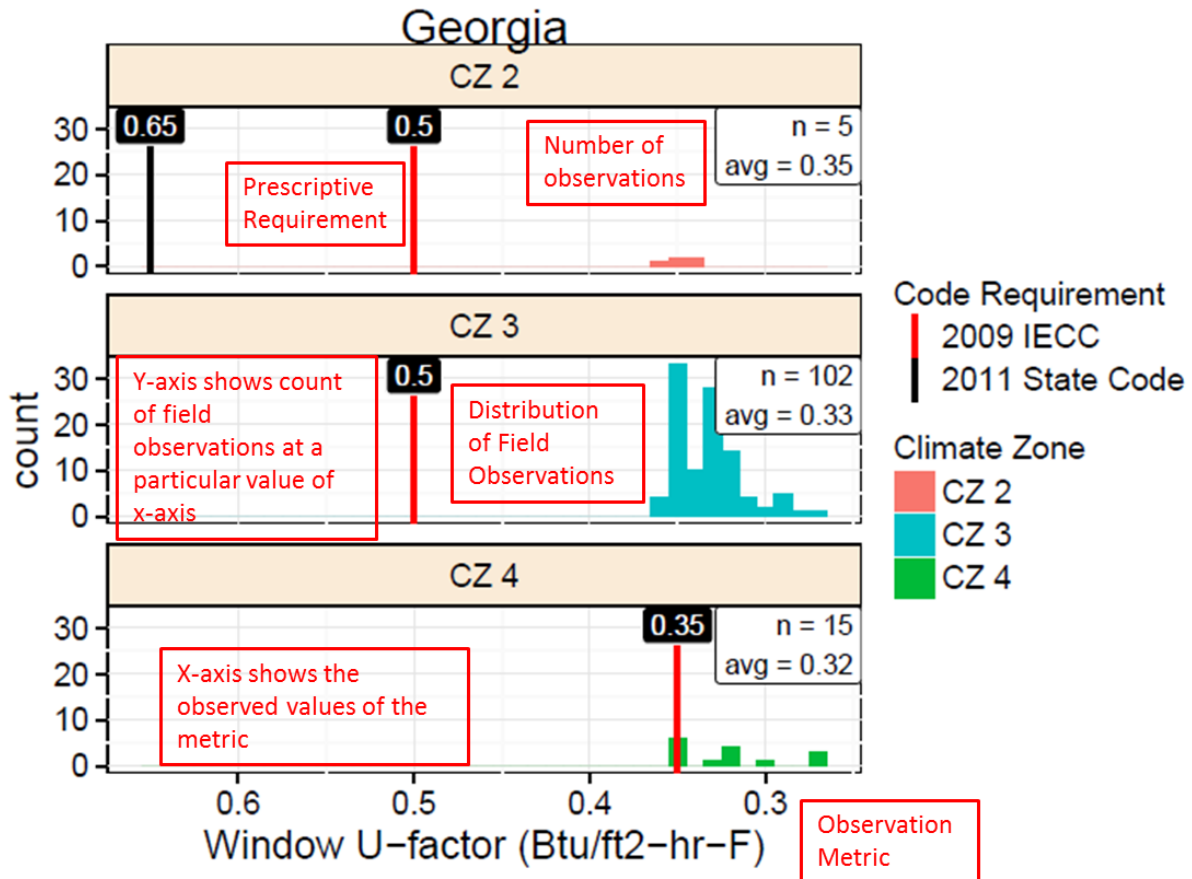 Georgia
CZ 2
30
20
10
0
0.65
0.5
Prescriptive
Requirement
Number of
observations
n = 5
avg = 0.35
CZ 3
30
20
10
0
0.5
Y-axis shows count
of field
observations at a
particular value of
x-axis
Distribution
of Field
Observations
n = 102
avg = 0.33
count
CZ 4
30
20
10
0
0.35
X-axis shows the
observed values of the
metric
n = 15
avg = 0.32
0.6
0.5
0.4
0.3
Window U−factor (Btu/ft2−hr−F)
Observation
Metric
Code Requirement
2009 IECC
2011 State Code
Climate Zone
CZ 2
CZ 3
CZ 4